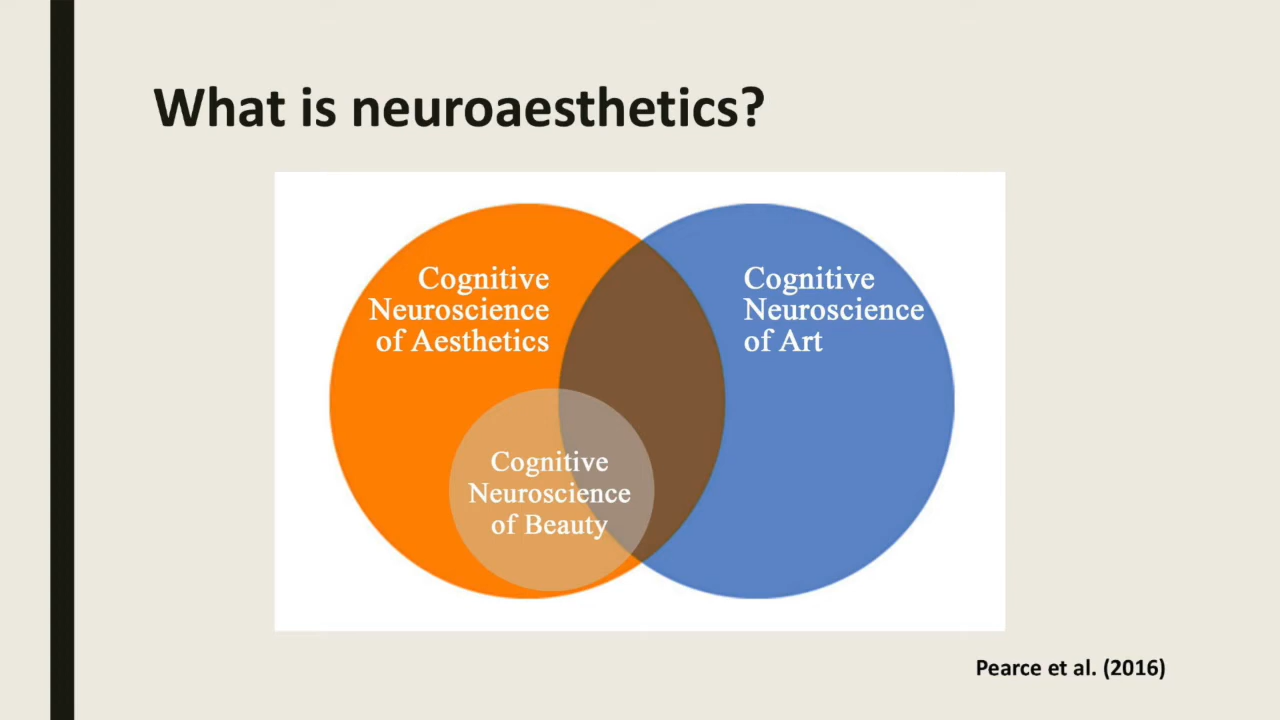 What is neuroaesthetics?
Cognitive
Neuroscience
of Aesthetics
Cognitive
Neuroscience
of Art
Cognitive
Neuroscience
of Beauty
Pearce et al. (2016)